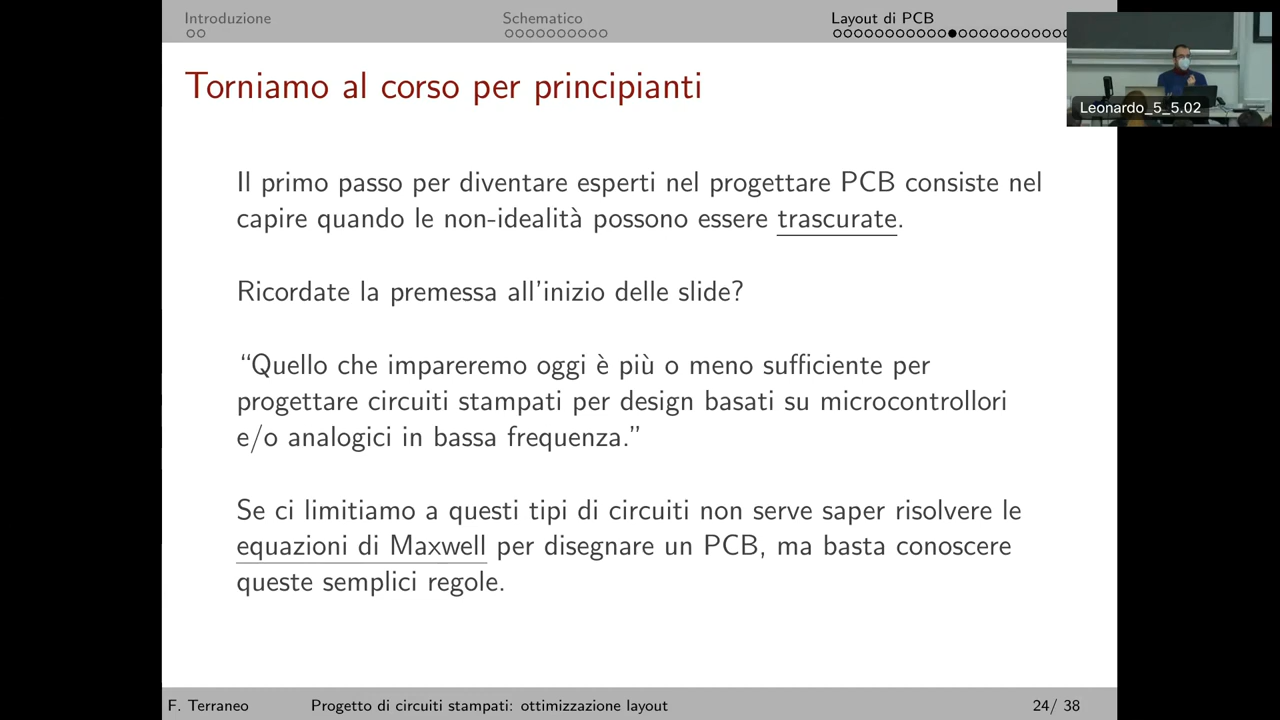 Introduzione
Schematico
Layout di PCB
Leonardo_5_5.02
Torniamo al corso per principianti
Il primo passo per diventare esperti nel progettare PCB consiste nel
capire quando le non-idealità possono essere trascurate.
Ricordate la premessa all'inizio delle slide?
“Quello che impareremo oggi è più o meno sufficiente per
progettare circuiti stampati per design basati su microcontrollori
e/o analogici in bassa frequenza.”
Se ci limitiamo a questi tipi di circuiti non serve saper risolvere le
equazioni di Maxwell per disegnare un PCB, ma basta conoscere
queste semplici regole.
F. Terraneo
Progetto di circuiti stampati: ottimizzazione layout
24/ 38